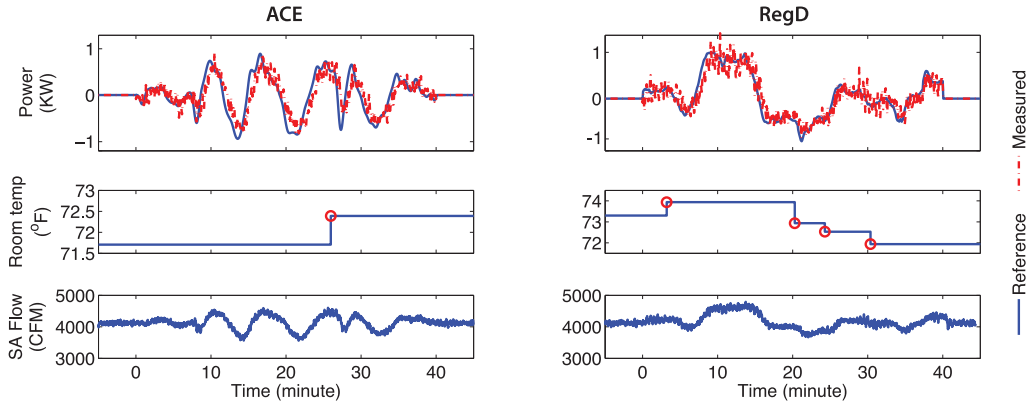 ACE
RegD
Power
(KW)
1
0
−1
1
0
−1
Room temp
(°F)
73
72.5
72
71.5
74
73
72
SA Flow
(CFM)
5000
4000
3000
5000
4000
3000
0 10 20 30 40
0 10 20 30 40
Time (minute)
Time (minute)
Reference
Measured